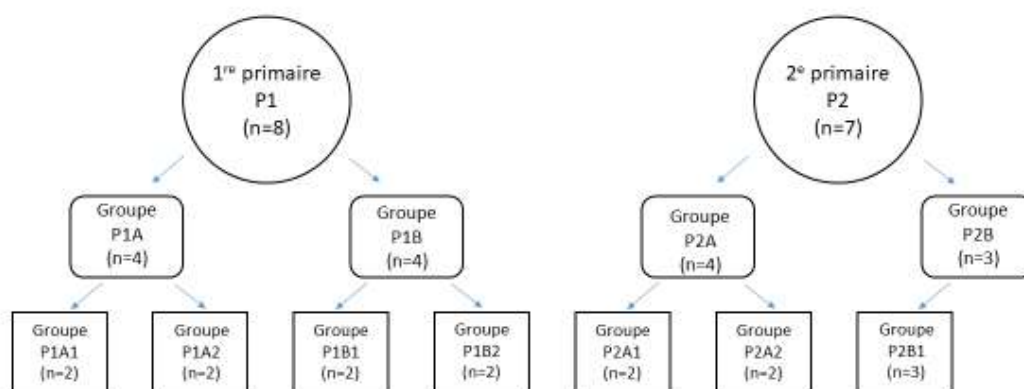 1re primaire
P1
(n=8)
2e primaire
P2
(n=7)
Groupe
P1A
(n=4)
Groupe
P1B
(n=4)
Groupe
P2A
(n=4)
Groupe
P2B
(n=3)
Groupe
P1A1
(n=2)
Groupe
P1A2
(n=2)
Groupe
P1B1
(n=2)
Groupe
P1B2
(n=2)
Groupe
P2A1
(n=2)
Groupe
P2A2
(n=2)
Groupe
P2B1
(n=3)